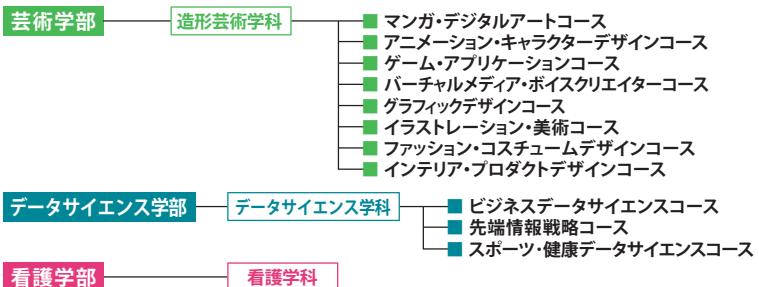 芸術学部 造形芸術学科 ■ マンガ・デジタルアートコース
■ アニメーション・キャラクターデザインコース
■ ゲーム・アプリケーションコース
■ バーチャルメディア・ボイスクリエイターコース
■ グラフィックデザインコース
■ イラストレーション・美術コース
■ ファッション・コスチュームデザインコース
■ インテリア・プロダクトデザインコース
データサイエンス学部 データサイエンス学科 ■ ビジネスデータサイエンスコース
■ 先端情報戦略コース
■ スポーツ・健康データサイエンスコース
看護学部 看護学科